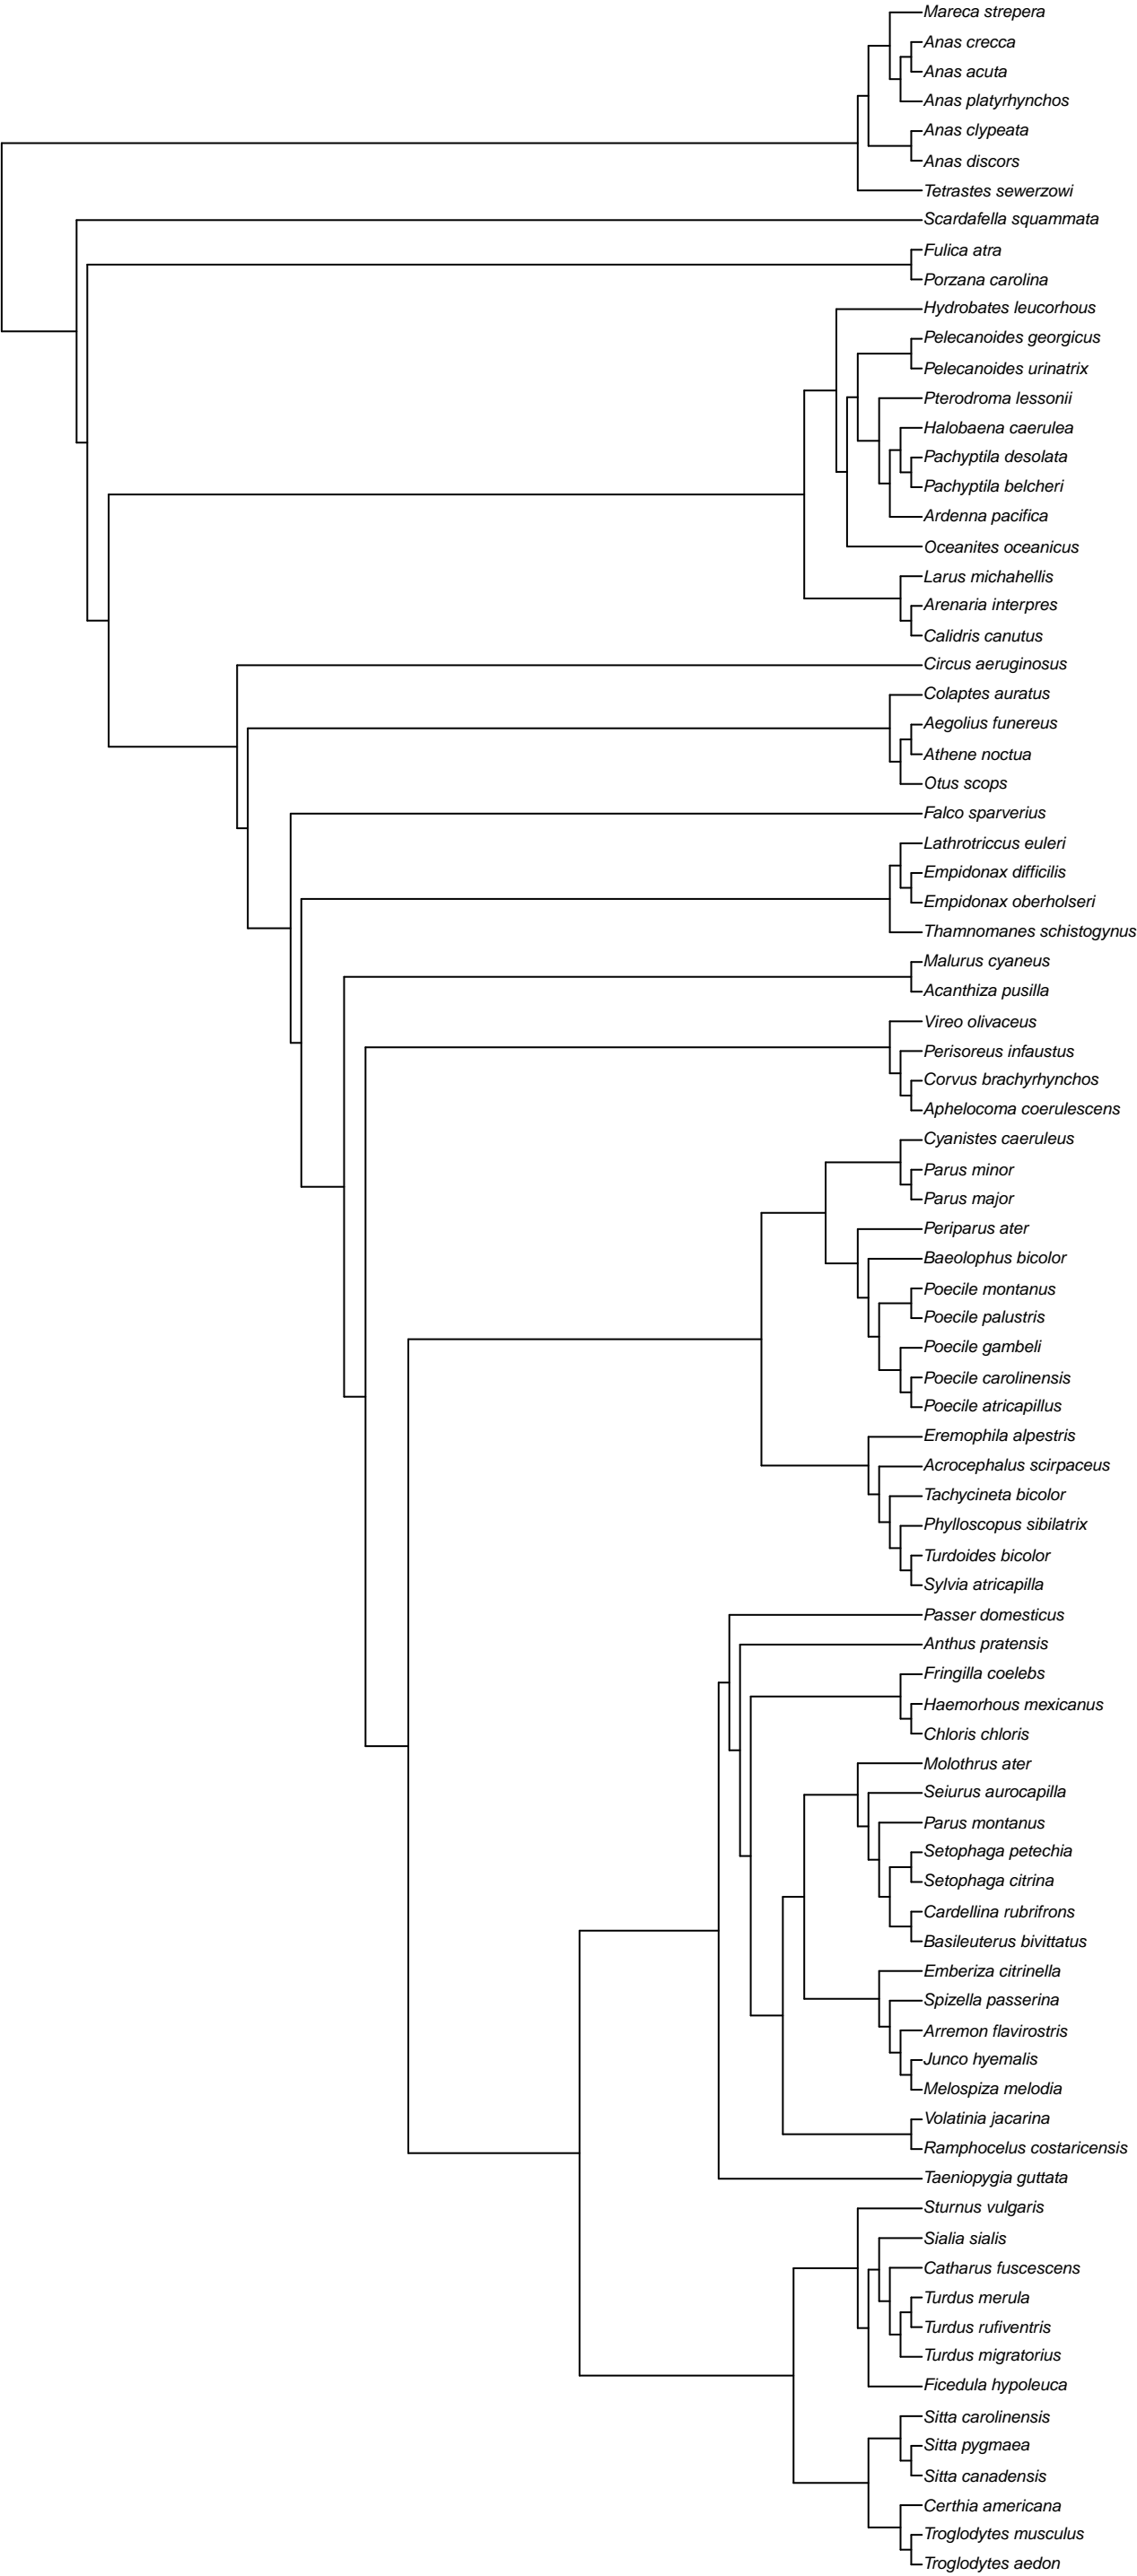 Mareca strepera
Anas crecca
Anas acuta
Anas platyrhynchos
Anas clypeata
Anas discors
Tetrastes sewerzowi
Scardafella squammata
Fulica atra
Porzana carolina
Hydrobates leucorhous
Pelecanoides georgicus
Pelecanoides urinatrix
Pterodroma lessonii
Halobaena caerulea
Pachyptila desolata
Pachyptila belcheri
Ardenna pacifica
Oceanites oceanicus
Larus michahellis
Arenaria interpres
Calidris canutus
Circus aeruginosus
Colaptes auratus
Aegolius funereus
Athene noctua
Otus scops
Falco sparverius
Lathrotriccus euleri
Empidonax difficilis
Empidonax oberholseri
Thamnomanes schistogynus
Malurus cyaneus
Acanthiza pusilla
Vireo olivaceus
Perisoreus infaustus
Corvus brachyrhynchos
Aphelocoma coerulescens
Cyanistes caeruleus
Parus minor
Parus major
Periparus ater
Baeolophus bicolor
Poecile montanus
Poecile palustris
Poecile gambeli
Poecile carolinensis
Poecile atricapillus
Eremophila alpestris
Acrocephalus scirpaceus
Tachycineta bicolor
Phylloscopus sibilatrix
Turdoides bicolor
Sylvia atricapilla
Passer domesticus
Anthus pratensis
Fringilla coelebs
Haemorhous mexicanus
Chloris chloris
Molothrus ater
Seiurus aurocapilla
Parus montanus
Setophaga petechia
Setophaga citrina
Cardellina rubrifrons
Basileuterus bivittatus
Emberiza citrinella
Spizella passerina
Arremon flavirostris
Junco hyemalis
Melospiza melodia
Volatinia jacarina
Ramphocelus costaricensis
Taeniopygia guttata
Sturnus vulgaris
Sialia sialis
Catharus fuscescens
Turdus merula
Turdus rufiventris
Turdus migratorius
Ficedula hypoleuca
Sitta carolinensis
Sitta pygmaea
Sitta canadensis
Certhia americana
Troglodytes musculus
Troglodytes aedon